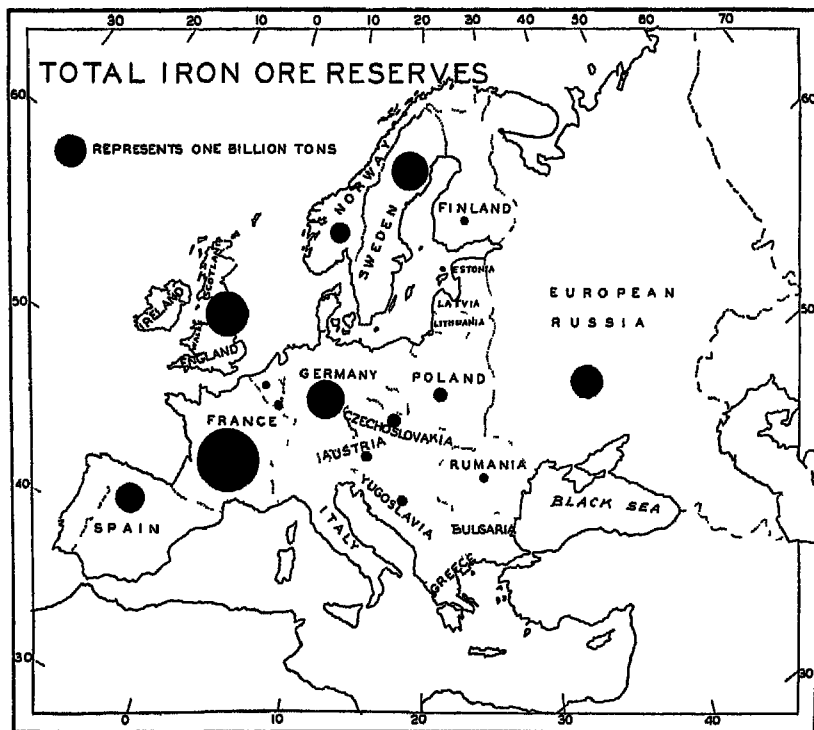 30 20 10 0 10 20 30 40 50 60 70
TOTAL IRON ORE RESERVES
60 60
REPRESENTS ONE BILLION TONS
NORWAY
SWEDEN
FINLAND
SCOTLAND
ESTONIA
IRELAND
LATVIA
LITHUANIA
EUROPEAN
RUSSIA
50 50
ENGLAND
GERMANY
POLAND
FRANCE
CZECHOSLOVAKIA
AUSTRIA
RUMANIA
YUGOSLAVIA
40 40
SPAIN
ITALY
BULGARIA
BLACK SEA
GREECE
30 30
0 10 20 30 40